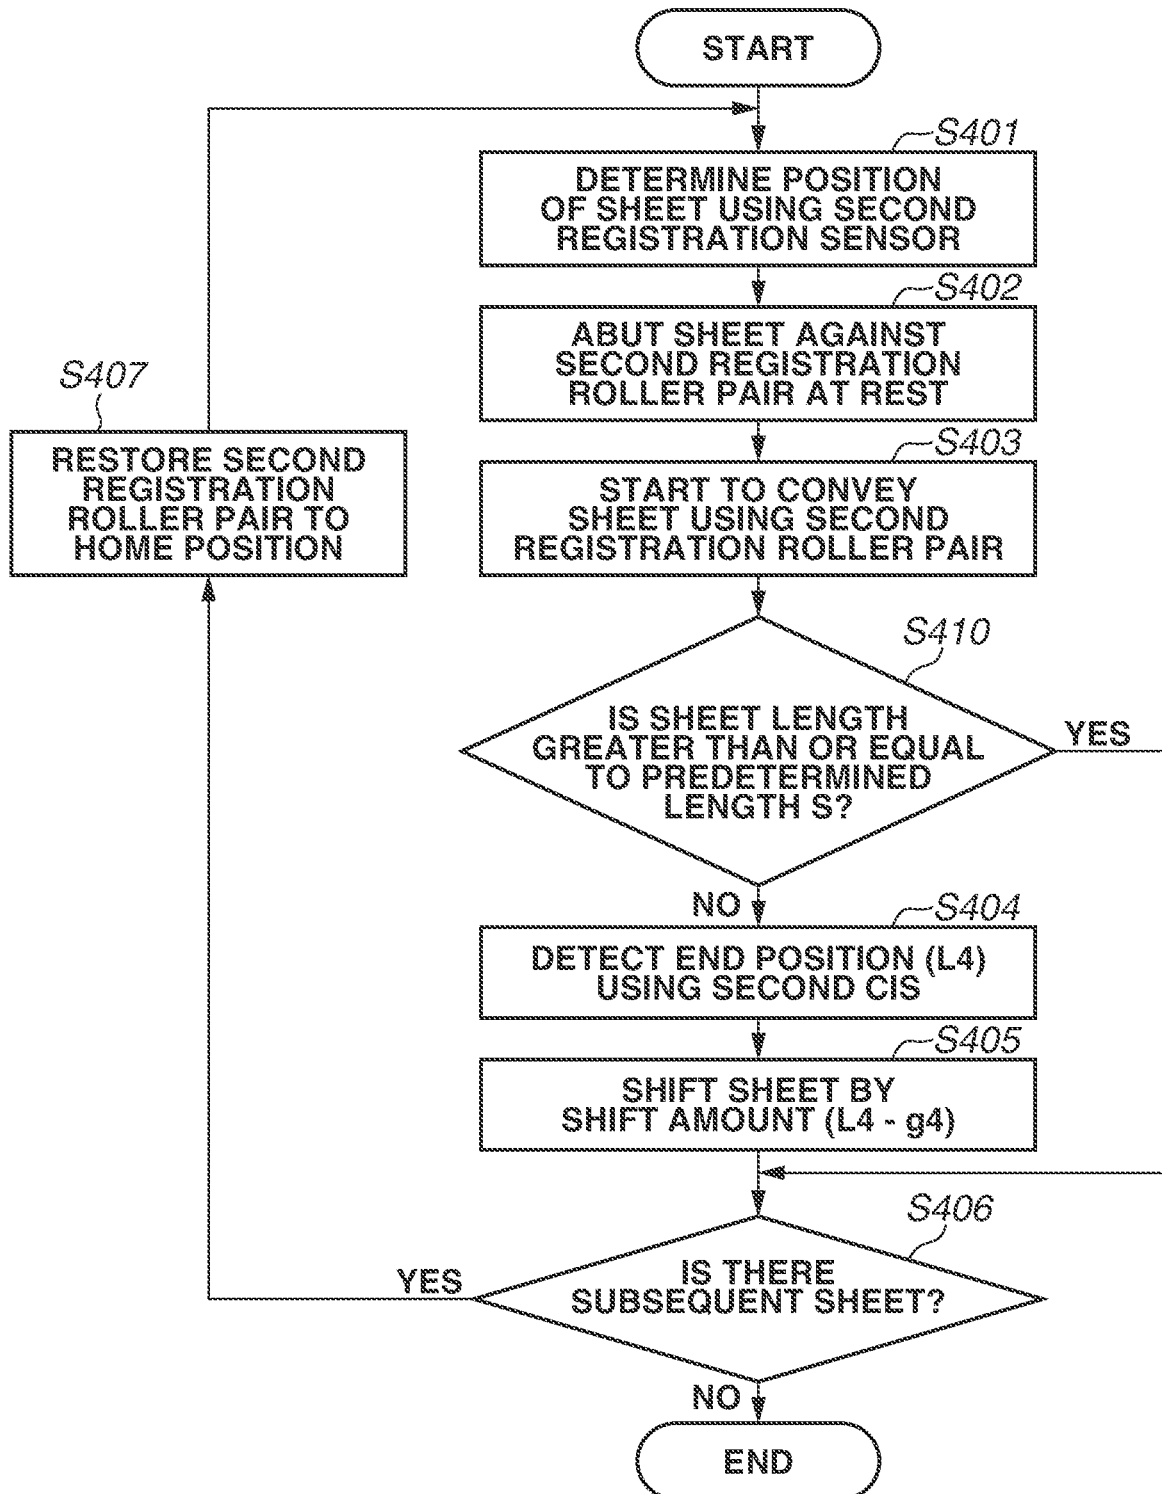 START
S401
DETERMINE POSITION
OF SHEET USING SECOND
REGISTRATION SENSOR
S402
ABUT SHEET AGAINST
SECOND REGISTRATION
ROLLER PAIR AT REST
S407
RESTORE SECOND
REGISTRATION
ROLLER PAIR TO
HOME POSITION
S403
START TO CONVEY
SHEET USING SECOND
REGISTRATION ROLLER PAIR
S410
IS SHEET LENGTH
GREATER THAN OR EQUAL
TO PREDETERMINED
LENGTH S?
YES
NO
S404
DETECT END POSITION (L4)
USING SECOND CIS
S405
SHIFT SHEET BY
SHIFT AMOUNT (L4 - g4)
S406
IS THERE
SUBSEQUENT SHEET?
YES
NO
END